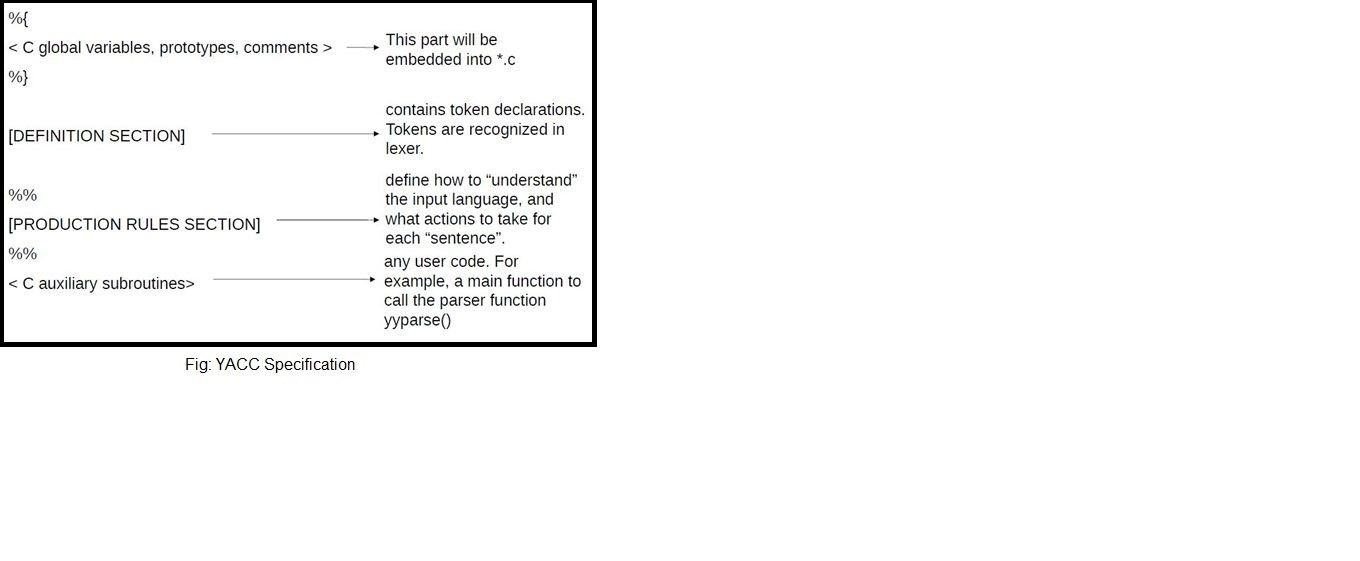 %{
< C global variables, prototypes, comments >
This part will be
embedded into *.c
%}
[DEFINITION SECTION]
contains token declarations.
Tokens are recognized in
lexer.
%%
[PRODUCTION RULES SECTION]
define how to “understand”
the input language, and
what actions to take for
each “sentence”.
%%
< C auxiliary subroutines>
any user code. For
example, a main function to
call the parser function
yyparse()
Fig: YACC Specification